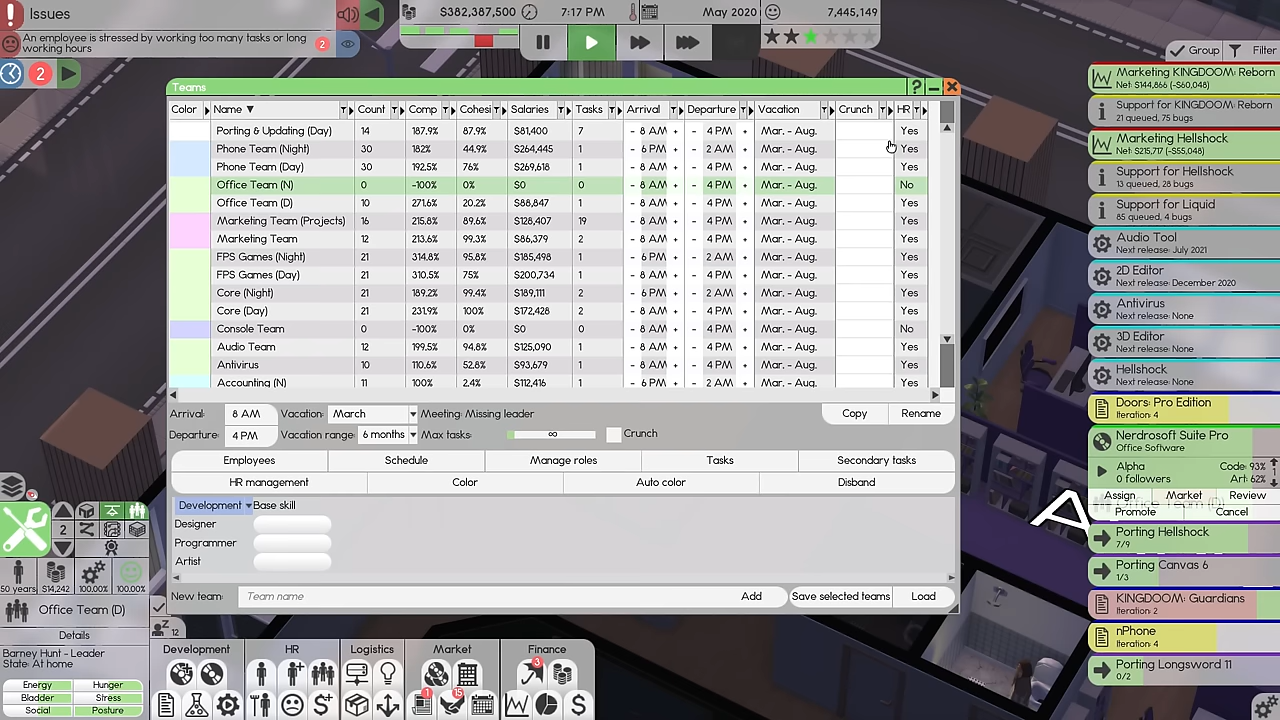 Issues
An employee is stressed by working too many tasks or long
working hours
2
2
$382,387,500
7:17 PM
May 2020
7,445,149
Group
Filter
Teams
?
Color
Name
Count
Comp
Cohesi
Salaries
Tasks
Arrival
Departure
Vacation
Crunch
HR
Porting & Updating (Day) 14 187.9% 87.9% $81,400 7 - 8 AM + - 4 PM + Mar. - Aug. Yes
Phone Team (Night) 30 182% 44.9% $264,445 1 - 6 PM + - 2 AM + Mar. - Aug. Yes
Phone Team (Day) 30 192.5% 76% $269,618 1 - 8 AM + - 4 PM + Mar. - Aug. Yes
Office Team (N) 0 -100% 0% $0 0 - 8 AM + - 4 PM + Mar. - Aug. No
Office Team (D) 10 271.6% 20.2% $88,847 1 - 8 AM + - 4 PM + Mar. - Aug. Yes
Marketing Team (Projects) 16 215.8% 89.6% $128,407 19 - 8 AM + - 4 PM + Mar. - Aug. Yes
Marketing Team 12 213.6% 99.3% $86,379 2 - 8 AM + - 4 PM + Mar. - Aug. Yes
FPS Games (Night) 21 314.8% 95.8% $185,498 1 - 6 PM + - 2 AM + Mar. - Aug. Yes
FPS Games (Day) 21 310.5% 75% $200,734 1 - 8 AM + - 4 PM + Mar. - Aug. Yes
Core (Night) 21 189.2% 99.4% $189,111 2 - 6 PM + - 2 AM + Mar. - Aug. Yes
Core (Day) 21 231.9% 100% $172,428 2 - 8 AM + - 4 PM + Mar. - Aug. Yes
Console Team 0 -100% 0% $0 0 - 8 AM + - 4 PM + Mar. - Aug. No
Audio Team 12 199.5% 94.8% $125,090 1 - 8 AM + - 4 PM + Mar. - Aug. Yes
Antivirus 10 110.6% 52.8% $93,679 1 - 8 AM + - 4 PM + Mar. - Aug. Yes
Accounting (N) 11 100% 2.4% $112,416 1 - 6 PM + - 2 AM + Mar. - Aug. Yes
Arrival: 8 AM Vacation: March Meeting: Missing leader
Copy
Rename
Departure: 4 PM Vacation range: 6 months Max tasks: ∞ Crunch
Employees
Schedule
Manage roles
Tasks
Secondary tasks
HR management
Color
Auto color
Disband
Development Base skill
Designer
Programmer
Artist
New team: Team name Add
Save selected teams
Load
Marketing KINGDOOM: Reborn
Net: $144,866 (-$60,048)
Support for KINGDOOM: Reborn
21 queued, 75 bugs
Marketing Hellshock
Net: $215,717 (-$55,048)
Support for Hellshock
13 queued, 28 bugs
Support for Liquid
85 queued, 4 bugs
Audio Tool
Next release: July 2021
2D Editor
Next release: December 2020
Antivirus
Next release: None
3D Editor
Next release: None
Hellshock
Next release: None
Doors: Pro Edition
Iteration: 4
Nerdrosoft Suite Pro
Office Software
Alpha Code: 93%
0 followers Art: 62%
Assign Market Review
Promote Cancel
Porting Hellshock
7/9
Porting Canvas 6
1/3
KINGDOOM: Guardians
Iteration: 2
nPhone
Iteration: 4
Porting Longsword 11
0/2
2
50 years
$14,242
100.00%
100.00%
Office Team (D)
Details
Barney Hunt - Leader
State: At home
Energy Hunger
Bladder Stress
Social Posture
Z 12
Development
HR
Logistics
Market
Finance
3
1
15